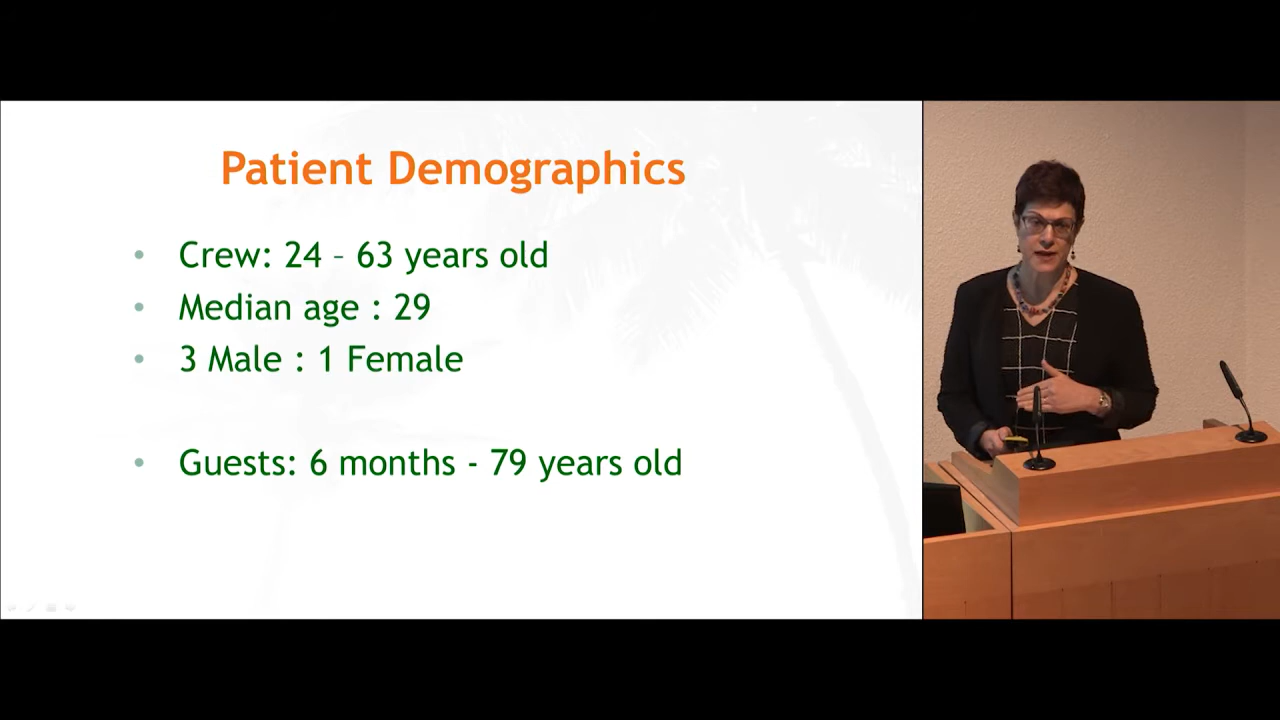 Patient Demographics
• Crew: 24 – 63 years old
• Median age : 29
• 3 Male : 1 Female
• Guests: 6 months - 79 years old